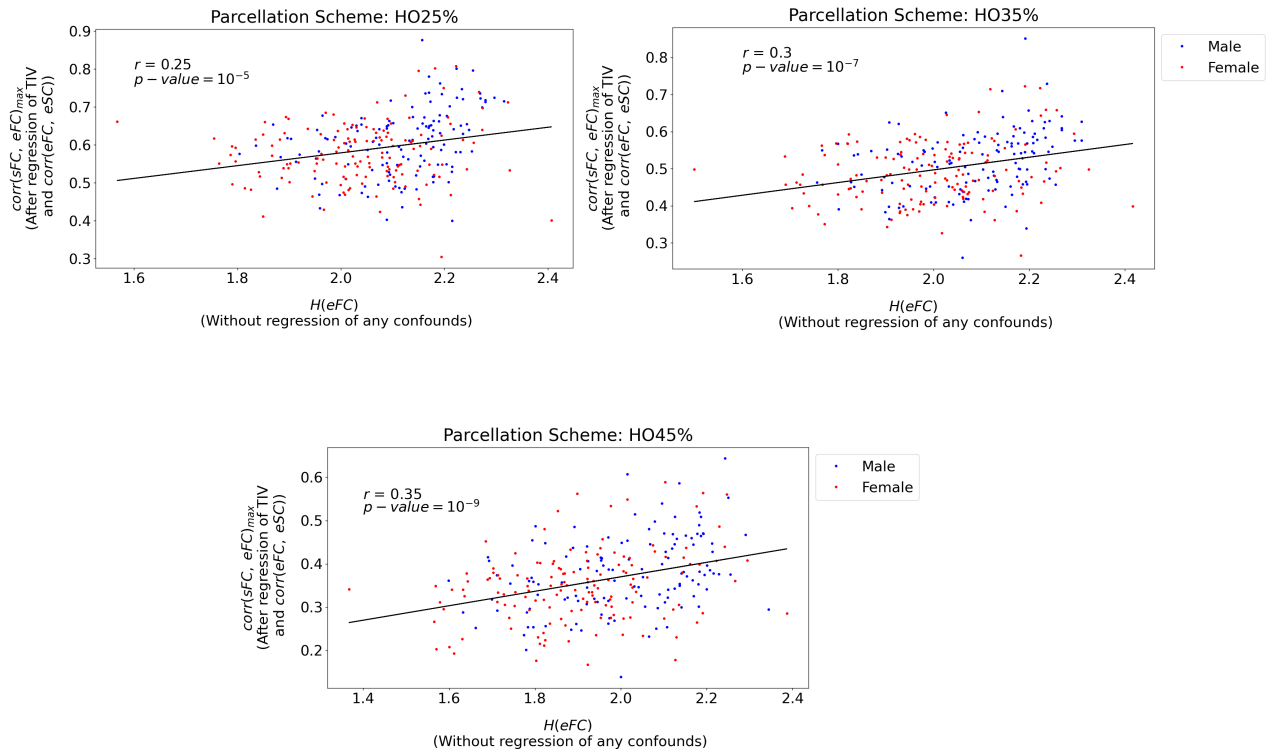 Parcellation Scheme: HO25%
r = 0.25
p − value = 10⁻⁵
0.9
0.8
0.7
0.6
0.5
0.4
0.3
corr(sFC, eFC)max
(After regression of TIV
and corr(eFC, eSC))
1.6 1.8 2.0 2.2 2.4
H(eFC)
(Without regression of any confounds)
Parcellation Scheme: HO35%
r = 0.3
p − value = 10⁻⁷
0.8
0.7
0.6
0.5
0.4
0.3
corr(sFC, eFC)max
(After regression of TIV
and corr(eFC, eSC))
1.6 1.8 2.0 2.2 2.4
H(eFC)
(Without regression of any confounds)
Male
Female
Parcellation Scheme: HO45%
r = 0.35
p − value = 10⁻⁹
0.6
0.5
0.4
0.3
0.2
corr(sFC, eFC)max
(After regression of TIV
and corr(eFC, eSC))
1.4 1.6 1.8 2.0 2.2 2.4
H(eFC)
(Without regression of any confounds)
Male
Female